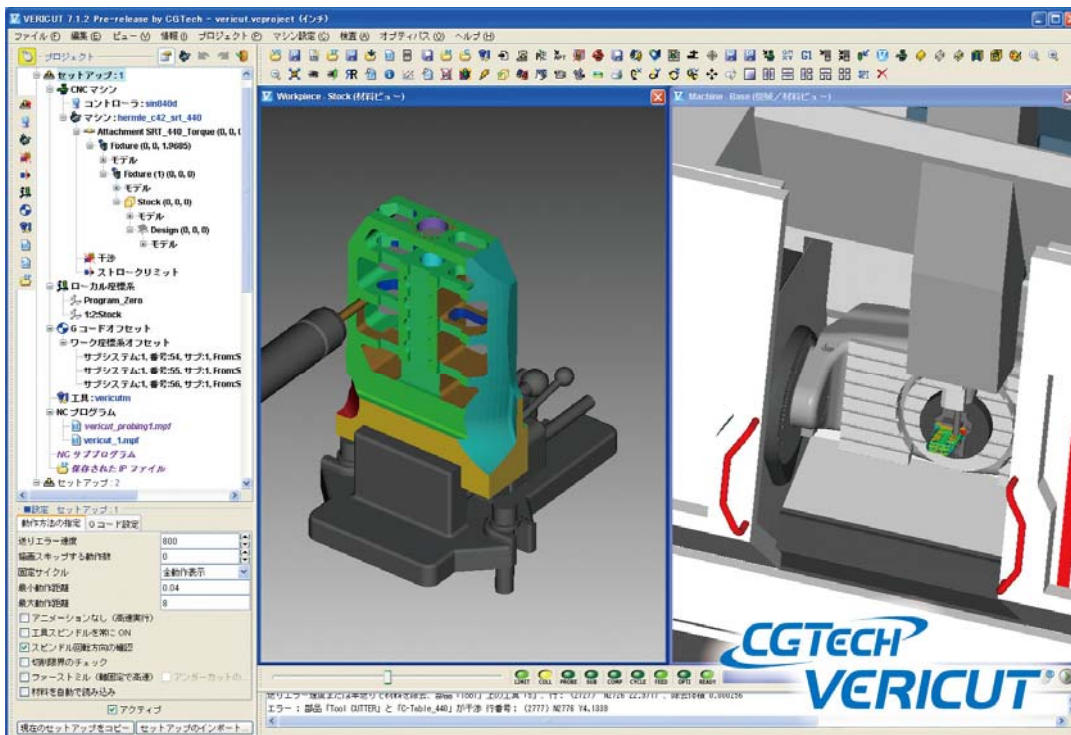 VERICUT 7.1.2 Pre-release by CGTech - vericut.vcproject (インチ)
ファイル(F) 編集(E) ビュー(V) 情報(I) プロジェクト(P) マシン設定(C) 検査(A) オプティパス(O) ヘルプ(H)
プロジェクト
セットアップ:1
CNC マシン
コントローラ:sin840d
マシン:hermle_c42_srt_440
Attachment SRT_440_Torque (0, 0, (
Fixture (0, 0, 1.9685)
モデル
Fixture (1) (0, 0, 0)
モデル
Stock (0, 0, 0)
モデル
Design (0, 0, 0)
モデル
干渉
ストロークリミット
ローカル座標系
Program_Zero
1:2:Stock
G コードオフセット
ワーク座標系オフセット
サブシステム:1, 番号:54, サブ:1, From:S
サブシステム:1, 番号:55, サブ:1, From:S
サブシステム:1, 番号:56, サブ:1, From:S
工具:vericutm
NC プログラム
vericut_probing1.mpf
vericut_1.mpf
NC サブプログラム
保存された IP ファイル
セットアップ:2
設定 セットアップ:1
動作方法の指定 G コード設定
送りエラー速度 800
描画スキップする動作数 0
固定サイクル 全動作表示
最小動作距離 0.04
最大動作距離 8
アニメーションなし (高速実行)
工具スピンドルを常に ON
スピンドル回転方向の確認
切削限界のチェック
ファーストミル (軸固定で高速) アンダーカットの
材料を自動で読み込み
アクティブ
現在のセットアップをコピー セットアップのインポート...
Workpiece - Stock (材料ビュー)
Machine - Base (機械/材料ビュー)
LIMIT COLL PROBE SUB COMP CYCLE FEED OPTI READY
エラー : 部品「Tool CUTTER」と「C-Table_440」が干渉 行番号: (2777) N2776 Y4.1339
CGTECH
VERICUT